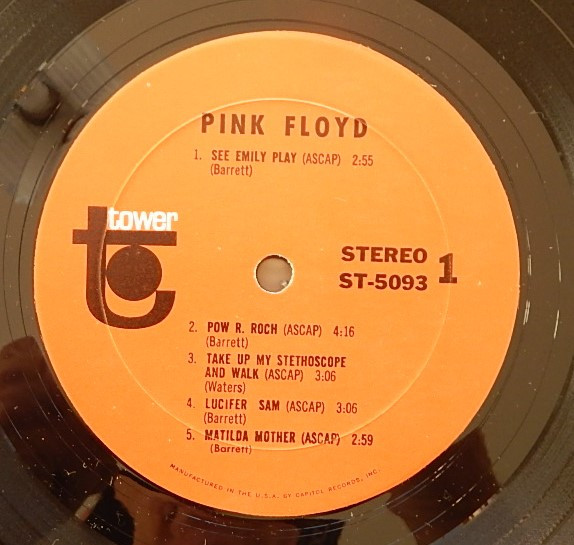 PINK FLOYD
1. SEE EMILY PLAY (ASCAP) 2:55
(Barrett)
tower
t
STEREO 1
ST-5093
2. POW R. ROCH (ASCAP) 4:16
(Barrett)
3. TAKE UP MY STETHOSCOPE
AND WALK (ASCAP) 3:06
(Waters)
4. LUCIFER SAM (ASCAP) 3:06
(Barrett)
5. MATILDA MOTHER (ASCAP) 2:59
(Barrett)
MANUFACTURED IN THE U.S.A. BY CAPITOL RECORDS, INC.